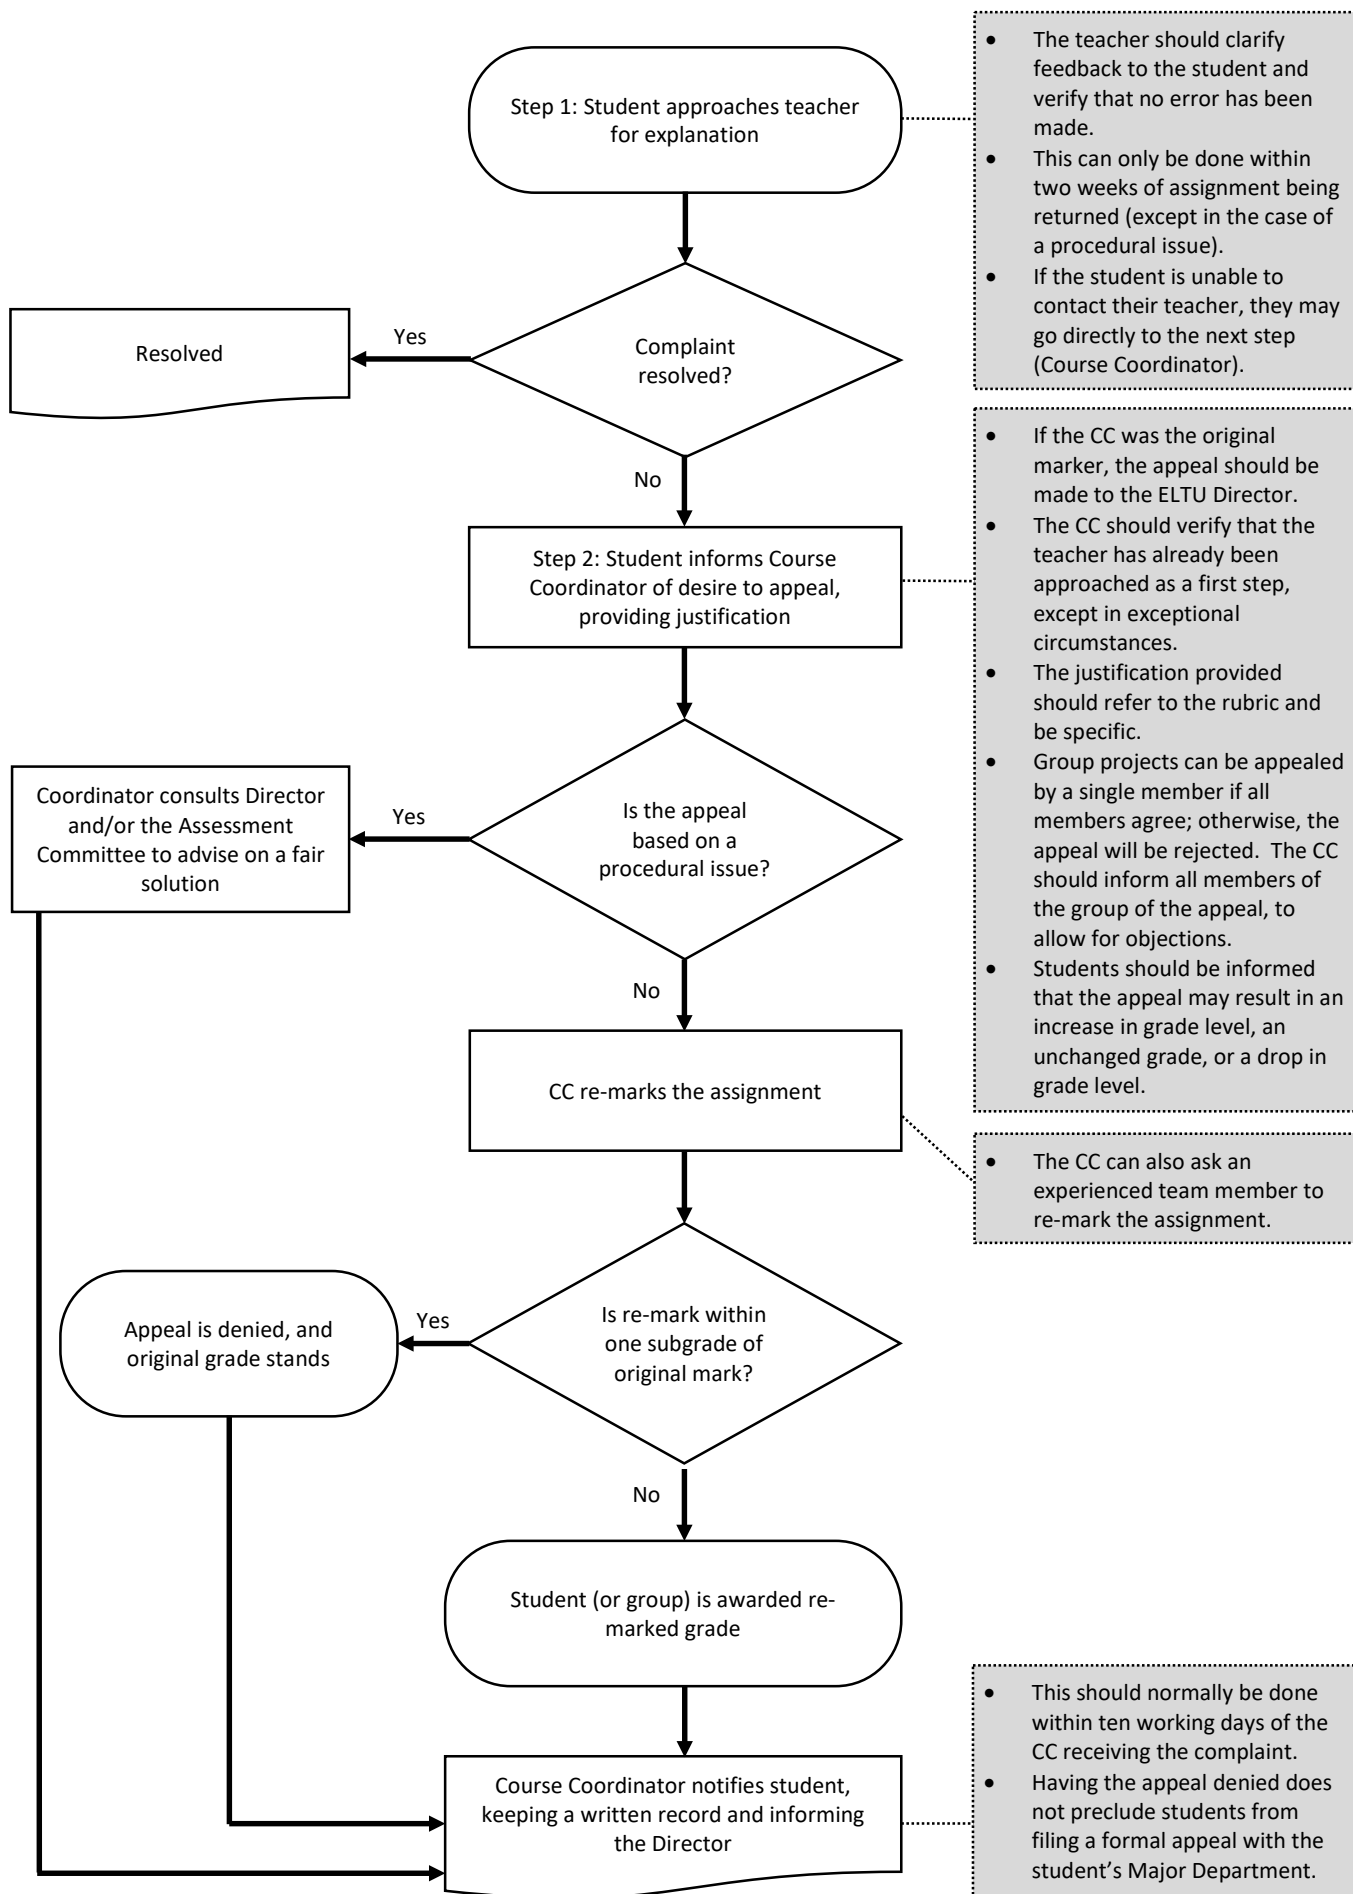 Step 1: Student approaches teacher
for explanation
• The teacher should clarify
feedback to the student and
verify that no error has been
made.
• This can only be done within
two weeks of assignment being
returned (except in the case of
a procedural issue).
• If the student is unable to
contact their teacher, they may
go directly to the next step
(Course Coordinator).
Complaint
resolved?
Yes
Resolved
No
Step 2: Student informs Course
Coordinator of desire to appeal,
providing justification
• If the CC was the original
marker, the appeal should be
made to the ELTU Director.
• The CC should verify that the
teacher has already been
approached as a first step,
except in exceptional
circumstances.
• The justification provided
should refer to the rubric and
be specific.
• Group projects can be appealed
by a single member if all
members agree; otherwise, the
appeal will be rejected.  The CC
should inform all members of
the group of the appeal, to
allow for objections.
• Students should be informed
that the appeal may result in an
increase in grade level, an
unchanged grade, or a drop in
grade level.
Is the appeal
based on a
procedural issue?
Yes
Coordinator consults Director
and/or the Assessment
Committee to advise on a fair
solution
No
CC re-marks the assignment
• The CC can also ask an
experienced team member to
re-mark the assignment.
Is re-mark within
one subgrade of
original mark?
Yes
Appeal is denied, and
original grade stands
No
Student (or group) is awarded re-
marked grade
Course Coordinator notifies student,
keeping a written record and informing
the Director
• This should normally be done
within ten working days of the
CC receiving the complaint.
• Having the appeal denied does
not preclude students from
filing a formal appeal with the
student’s Major Department.